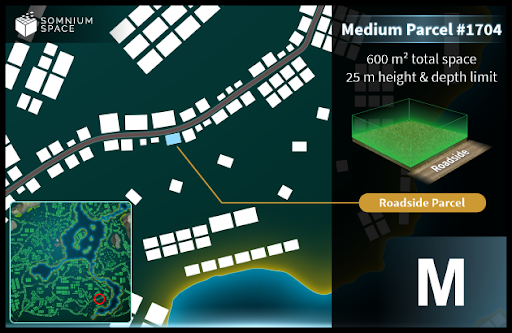 SOMNIUM
SPACE
Medium Parcel #1704
600 m² total space
25 m height & depth limit
Roadside
Roadside Parcel
M